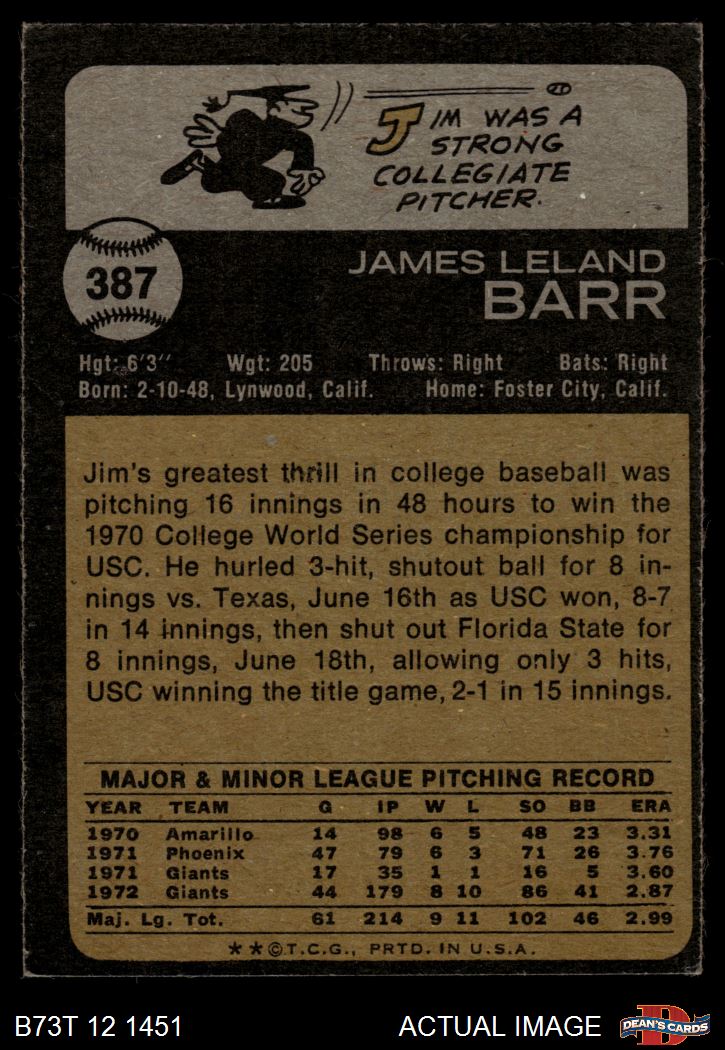 JIM WAS A
STRONG
COLLEGIATE
PITCHER.
387
JAMES LELAND
BARR
Hgt: 6'3" Wgt: 205 Throws: Right Bats: Right
Born: 2-10-48, Lynwood, Calif. Home: Foster City, Calif.
Jim's greatest thrill in college baseball was
pitching 16 innings in 48 hours to win the
1970 College World Series championship for
USC. He hurled 3-hit, shutout ball for 8 in-
nings vs. Texas, June 16th as USC won, 8-7
in 14 innings, then shut out Florida State for
8 innings, June 18th, allowing only 3 hits,
USC winning the title game, 2-1 in 15 innings.
MAJOR & MINOR LEAGUE PITCHING RECORD
YEAR TEAM G IP W L SO BB ERA
1970 Amarillo 14 98 6 5 48 23 3.31
1971 Phoenix 47 79 6 3 71 26 3.76
1971 Giants 17 35 1 1 16 5 3.60
1972 Giants 44 179 8 10 86 41 2.87
Maj. Lg. Tot. 61 214 9 11 102 46 2.99
**©T.C.G., PRTD. IN U.S.A.
B73T 12 1451 ACTUAL IMAGE DEAN'S CARDS